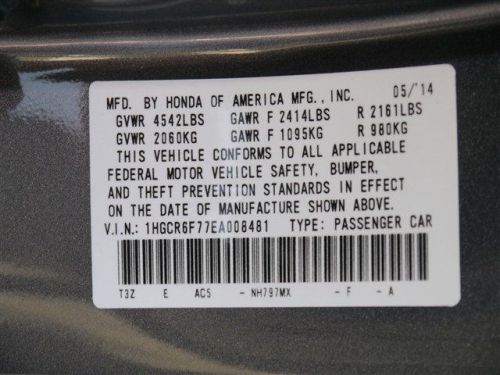 MFD. BY HONDA OF AMERICA MFG., INC. 05/'14
GVWR 4542LBS GAWR F 2414LBS R 2161LBS
GVWR 2060KG GAWR F 1095KG R 980KG
THIS VEHICLE CONFORMS TO ALL APPLICABLE
FEDERAL MOTOR VEHICLE SAFETY, BUMPER,
AND THEFT PREVENTION STANDARDS IN EFFECT
ON THE DATE OF MANUFACTURE SHOWN ABOVE.
V.I.N.: 1HGCR6F77EA008481 TYPE: PASSENGER CAR
T3Z E AC5 - NH797MX - F - A